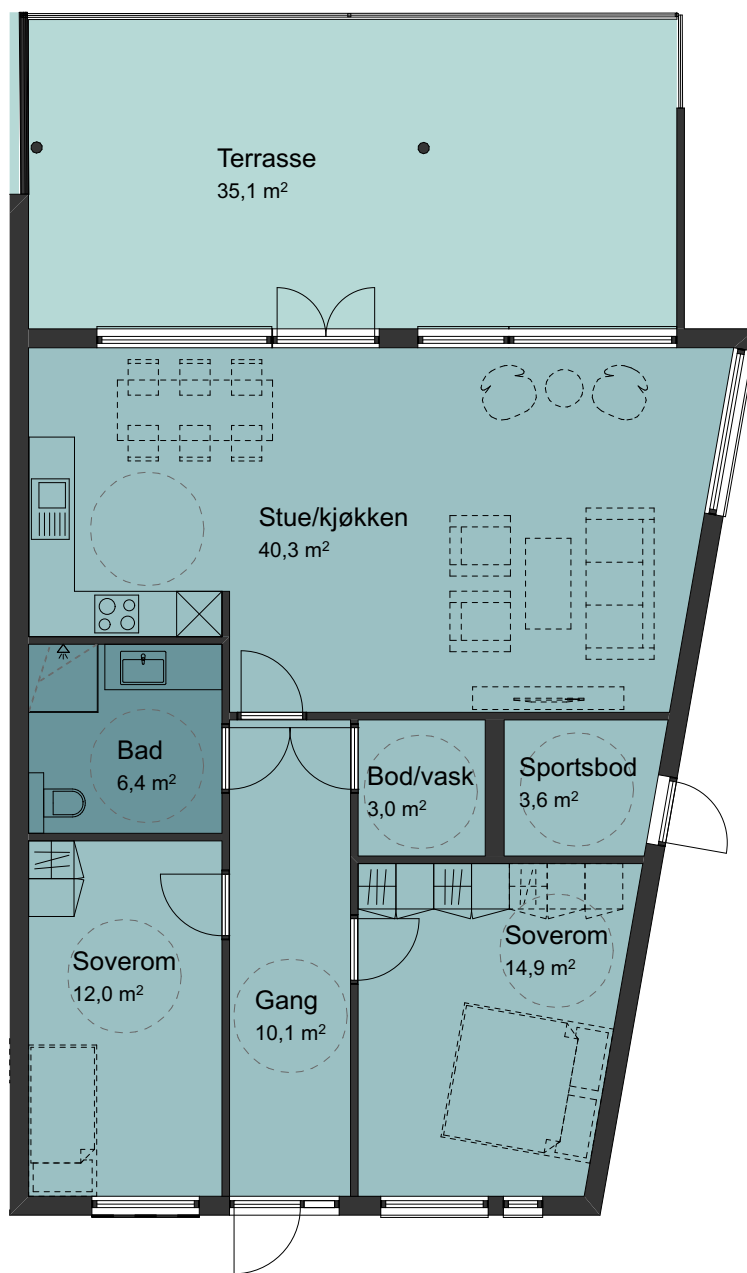 Terrasse
35,1 m²
Stue/kjøkken
40,3 m²
Bad
6,4 m²
Bod/vask
3,0 m²
Sportsbod
3,6 m²
Soverom
12,0 m²
Gang
10,1 m²
Soverom
14,9 m²